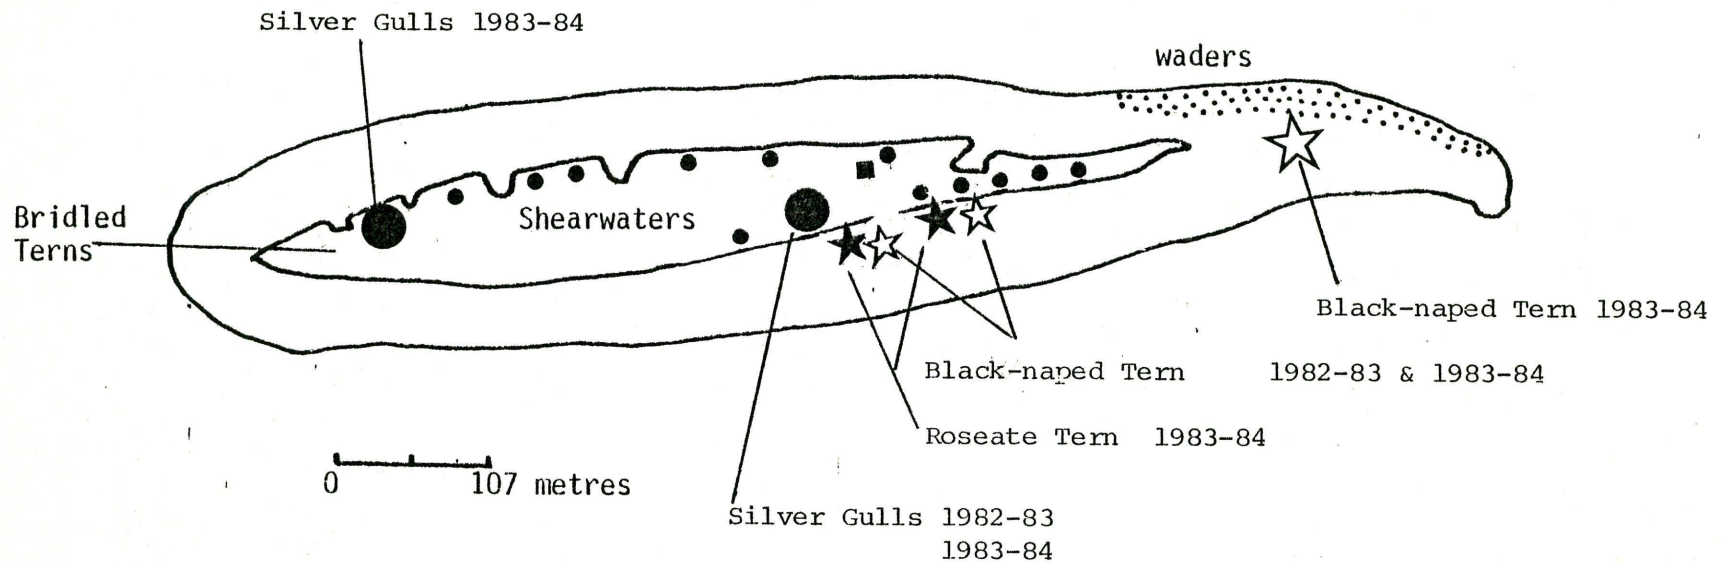 Silver Gulls 1983-84
waders
Bridled
Terns
Shearwaters
Black-naped Tern 1983-84
Black-naped Tern 1982-83 & 1983-84
Roseate Tern 1983-84
0 107 metres
Silver Gulls 1982-83
1983-84